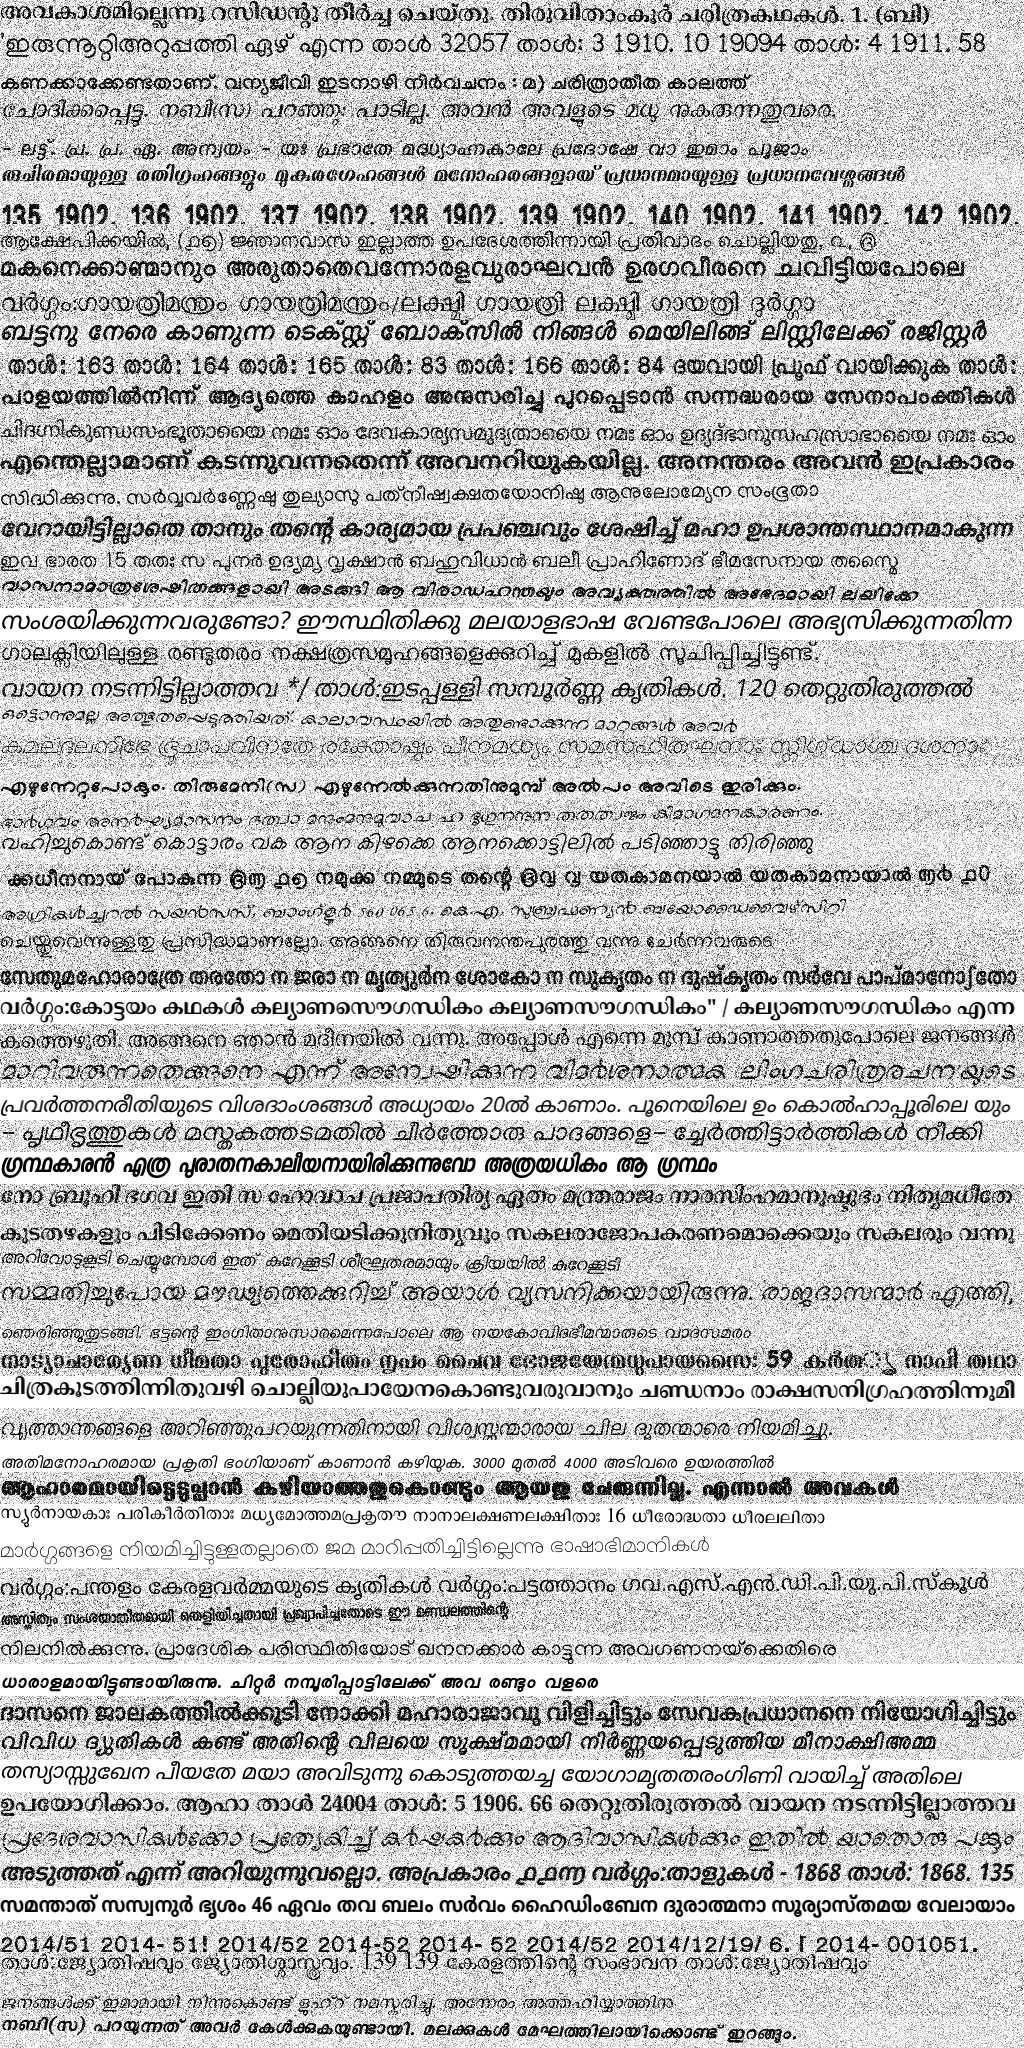 അവകാശമില്ലെന്നു റസിഡന്റു തീർച്ച ചെയ്തു. തിരുവിതാംകൂർ ചരിത്രകഥകൾ. 1. (ബി)
'ഇരുന്നൂറ്റിഅറുപ്പത്തി ഏഴ് എന്ന താൾ 32057 താൾ: 3 1910. 10 19094 താൾ: 4 1911. 58
കണക്കാക്കേണ്ടതാണ്. വന്യജീവി ഇടനാഴി നിർവചനം : മ) ചരിത്രാതീത കാലത്ത്
ചോദിക്കപ്പെട്ടു. നബി(സ) പറഞ്ഞു: പാടില്ല. അവൻ അവളുടെ മധു നുകരുന്നതുവരെ.
- ലട്ട്. പ്ര. പ്ര. ഏ. അന്വയം - യഃ പ്രഭാതേ മദ്ധ്യാഹ്നകാലേ പ്രദോഷേ വാ ഇമാം പൂജാം
രുചിരമായുള്ള രതിഗൃഹങ്ങളും മുകരഗേഹങ്ങൾ മനോഹരങ്ങളായ് പ്രധാനമായുള്ള പ്രധാനവേശ്മങ്ങൾ
135 1902. 136 1902. 137 1902. 138 1902. 139 1902. 140 1902. 141 1902. 142 1902.
ആക്ഷേപിക്കയിൽ, (൧൭) ജ്ഞാനവാസ ഇല്ലാത്ത ഉപദേശത്തിന്നായി പ്രതിവാദം ചൊല്ലിയതു, ൨, ൫
മകനെക്കാണ്മാനും അരുതാതെവന്നോരളവുരാഘവൻ ഉരഗവീരനെ ചവിട്ടിയപോലെ
വർഗ്ഗം:ഗായത്രിമന്ത്രം ഗായത്രിമന്ത്രം/ലക്ഷ്മി ഗായത്രി ലക്ഷ്മി ഗായത്രി ദുർഗ്ഗാ
ബട്ടനു നേരെ കാണുന്ന ടെക്സ്റ്റ് ബോക്സിൽ നിങ്ങൾ മെയിലിങ്ങ് ലിസ്റ്റിലേക്ക് രജിസ്റ്റർ
താൾ: 163 താൾ: 164 താൾ: 165 താൾ: 83 താൾ: 166 താൾ: 84 ദയവായി പ്രൂഫ് വായിക്കുക താൾ:
പാളയത്തിൽനിന്ന് ആദ്യത്തെ കാഹളം അനുസരിച്ചു പുറപ്പെടാൻ സന്നദ്ധരായ സേനാപംക്തികൾ
ചിദഗ്നികുണ്ഡസംഭൂതായൈ നമഃ ഓം ദേവകാര്യസമുദ്യതായൈ നമഃ ഓം ഉദ്യദ്ഭാനുസഹസ്രാഭായൈ നമഃ ഓം
എന്തെല്ലാമാണ് കടന്നുവന്നതെന്ന് അവനറിയുകയില്ല. അനന്തരം അവൻ ഇപ്രകാരം
സിദ്ധിക്കുന്നു. സർവ്വവർണ്ണേഷു തുല്യാസു പത്നീഷ്വക്ഷതയോനിഷു ആനുലോമ്യേന സംഭൂതാ
വേറായിട്ടില്ലാതെ താനും തന്റെ കാര്യമായ പ്രപഞ്ചവും ശേഷിച്ച് മഹാ ഉപശാന്തസ്ഥാനമാകുന്ന
ഇവ ഭാരത 15 തതഃ സ പുനർ ഉദ്യമ്യ വൃക്ഷാൻ ബഹുവിധാൻ ബലീ പ്രാഹിണോദ് ഭീമസേനായ തസ്മൈ
വാസനാമാത്രശേഷിതങ്ങളായി അടങ്ങി ആ വിരാഡഹന്തയും അവ്യക്തത്തിൽ അഭേദമായി ലയിക്കേ
സംശയിക്കുന്നവരുണ്ടോ? ഈസ്ഥിതിക്കു മലയാളഭാഷ വേണ്ടപോലെ അഭ്യസിക്കുന്നതിന്ന
ഗാലക്സിയിലുള്ള രണ്ടുതരം നക്ഷത്രസമൂഹങ്ങളെക്കുറിച്ച് മുകളിൽ സൂചിപ്പിച്ചിട്ടുണ്ട്.
വായന നടന്നിട്ടില്ലാത്തവ */ താൾ:ഇടപ്പള്ളി സമ്പൂർണ്ണ കൃതികൾ. 120 തെറ്റുതിരുത്തൽ
ഒട്ടൊന്നുമല്ല അത്ഭുതപ്പെടുത്തിയത്. കാലാവസ്ഥയിൽ അതുണ്ടാക്കുന്ന മാറ്റങ്ങൾ അവർ
കമലദലനിഭേ ഭ്രൂചാപവിനതേ രക്തോഷ്ഠം പീനമധ്യം സമസംഹിതഘനാഃ സ്നിഗ്ദ്ധാശ്ച ദശനാഃ
എഴുന്നേറ്റുപോകും. തിരുമേനി(സ) എഴുന്നേൽക്കുന്നതിനുമുമ്പ് അൽപം അവിടെ ഇരിക്കും.
ഭാർഗവം അനർഘ്യമാസനം ദത്വാ മന്ദംമന്ദമുവാച ഹ ഭൃഗുനന്ദന തത്ത്വജ്ഞം കിമാഗമനകാരണം.
വഹിച്ചുകൊണ്ട് കൊട്ടാരം വക ആന കിഴക്കെ ആനക്കൊട്ടിലിൽ പടിഞ്ഞാട്ടു തിരിഞ്ഞു
ക്കധീനനായ് പോകുന്ന ൫൩ ൧൭ നമുക്കു നമ്മുടെ തന്റെ ൫൮ ൮ യതകാമനയാൽ യതകാമനായാൽ ൩൪ ൧൦
അഗ്രികൾച്ചറൽ സയൻസസ്, ബാംഗ്ളൂർ 560 065 6. കെ.എ. സുബ്രഹ്മണ്യൻ ബയോഡൈവേഴ്സിറ്റി
ചെയ്തുവെന്നുള്ളതു പ്രസിദ്ധമാണല്ലോ. അങ്ങനെ തിരുവനന്തപുരത്തു വന്നു ചേർന്നവരുടെ
സേതുമഹോരാത്രേ തരതോ ന ജരാ ന മൃത്യുർന ശോകോ ന സുകൃതം ന ദുഷ്കൃതം സർവേ പാപ്മാനോഽതോ
വർഗ്ഗം:കോട്ടയം കഥകൾ കല്യാണസൌഗന്ധികം കല്യാണസൗഗന്ധികം" / കല്യാണസൗഗന്ധികം എന്ന
കത്തെഴുതി. അങ്ങനെ ഞാൻ മദീനയിൽ വന്നു. അപ്പോൾ എന്നെ മുമ്പ് കാണാത്തതുപോലെ ജനങ്ങൾ
മാറിവരുന്നതെങ്ങനെ എന്ന് അന്വേഷിക്കുന്ന വിമർശനാത്മക ലിംഗചരിത്രരചനയുടെ
പ്രവർത്തനരീതിയുടെ വിശദാംശങ്ങൾ അധ്യായം 20ൽ കാണാം. പൂനെയിലെ ഉം കൊൽഹാപ്പൂരിലെ യും
– പൃഥീഭൃത്തുകൾ മസ്തകത്തടമതിൽ ചീർത്തോരു പാദങ്ങളെ– ച്ചേർത്തിട്ടാർത്തികൾ നീക്കി
ഗ്രന്ഥകാരൻ എത്ര പുരാതനകാലീയനായിരിക്കുന്നുവോ അത്രയധികം ആ ഗ്രന്ഥം
നോ ബ്രൂഹി ഭഗവ ഇതി സ ഹോവാച പ്രജാപതിര്യ ഏതം മന്ത്രരാജം നാരസിംഹമാനുഷ്ടുഭം നിത്യമധീതേ
കുടതഴകളും പിടിക്കേണം മെതിയടിക്കുനിത്യവും സകലരാജോപകരണമൊക്കെയും സകലരും വന്നു
അറിവോടുകൂടി ചെയ്യുമ്പോൾ ഇത് കുറേക്കൂടി ശീഘ്രതരമായും ക്രിയയിൽ കുറേക്കൂടി
സമ്മതിച്ചുപോയ മൗഢ്യത്തെക്കുറിച്ച് അയാൾ വ്യസനിക്കയായിരുന്നു. രാജദാസന്മാർ എത്തി,
ഞെരിഞ്ഞുതുടങ്ങി. ഭട്ടന്റെ ഇംഗിതാനുസാരമെന്നപോലെ ആ നയകോവിദഭീമന്മാരുടെ വാദസമരം
നാട്യാചാര്യേണ ധീമതാ പുരോഹിതം നൃപം ചൈവ ഭോജയേന്മധുപായസൈഃ 59 കർത ്യൂ നാപി തഥാ
ചിത്രകൂടത്തിന്നിതുവഴി ചൊല്ലിയുപായേനകൊണ്ടുവരുവാനും ചണ്ഡനാം രാക്ഷസനിഗ്രഹത്തിന്നുമീ
വൃത്താന്തങ്ങളെ അറിഞ്ഞുപറയുന്നതിനായി വിശ്വസ്തന്മാരായ ചില ദൂതന്മാരെ നിയമിച്ചു.
അതിമനോഹരമായ പ്രകൃതി ഭംഗിയാണ് കാണാൻ കഴിയുക. 3000 മുതൽ 4000 അടിവരെ ഉയരത്തിൽ
ആഹാരമായിട്ടെടുപ്പാൻ കഴിയാത്തതുകൊണ്ടും ആയതു ചേരുന്നില്ല. എന്നാൽ അവകൾ
സ്യുർനായകാഃ പരികീർതിതാഃ മധ്യമോത്തമപ്രകൃതൗ നാനാലക്ഷണലക്ഷിതാഃ 16 ധീരോദ്ധതാ ധീരലലിതാ
മാർഗ്ഗങ്ങളെ നിയമിച്ചിട്ടുള്ളതല്ലാതെ ജമ മാറിപ്പതിച്ചിട്ടില്ലെന്നു ഭാഷാഭിമാനികൾ
വർഗ്ഗം:പന്തളം കേരളവർമ്മയുടെ കൃതികൾ വർഗ്ഗം:പട്ടത്താനം ഗവ.എസ്.എൻ.ഡി.പി.യു.പി.സ്കൂൾ
അസ്തിത്വം സംശയാതീതമായി തെളിയിച്ചതായി പ്രഖ്യാപിച്ചതോടെ ഈ മണ്ഡലത്തിന്റെ
നിലനിൽക്കുന്നു. പ്രാദേശിക പരിസ്ഥിതിയോട് ഖനനക്കാർ കാട്ടുന്ന അവഗണനയ്ക്കെതിരെ
ധാരാളമായിട്ടുണ്ടായിരുന്നു. ചിറ്റൂർ നമ്പൂരിപ്പാട്ടിലേക്ക് അവ രണ്ടും വളരെ
ദാസനെ ജാലകത്തിൽക്കൂടി നോക്കി മഹാരാജാവു വിളിച്ചിട്ടും സേവകപ്രധാനനെ നിയോഗിച്ചിട്ടും
വിവിധ ദ്യുതികൾ കണ്ട് അതിന്റെ വിലയെ സൂക്ഷ്മമായി നിർണ്ണയപ്പെടുത്തിയ മീനാക്ഷിഅമ്മ
തസ്യാസ്സുഖേന പീയതേ മയാ അവിടുന്നു കൊടുത്തയച്ച യോഗാമൃതതരംഗിണി വായിച്ച് അതിലെ
ഉപയോഗിക്കാം. ആഹാ താൾ 24004 താൾ: 5 1906. 66 തെറ്റുതിരുത്തൽ വായന നടന്നിട്ടില്ലാത്തവ
പ്രദേശവാസികൾക്കോ പ്രത്യേകിച്ച് കർഷകർക്കും ആദിവാസികൾക്കും ഇതിൽ യാതൊരു പങ്കും
അടുത്തത് എന്ന് അറിയുന്നുവല്ലൊ. അപ്രകാരം ൧൧൩ന്നു വർഗ്ഗം:താളുകൾ - 1868 താൾ: 1868. 135
സമന്താത് സസ്വനുർ ഭൃശം 46 ഏവം തവ ബലം സർവം ഹൈഡിംബേന ദുരാത്മനാ സൂര്യാസ്തമയ വേലായാം
2014/51 2014- 51! 2014/52 2014-52 2014- 52 2014/52 2014/12/19/ 6. [ 2014- 001051.
താൾ:ജ്യോതിഷവും ജ്യോതിശ്ശാസ്ത്രവും. 139 139 കേരളത്തിന്റെ സംഭാവന താൾ:ജ്യോതിഷവും
ജനങ്ങൾക്ക് ഇമാമായി നിന്നുകൊണ്ട് ളുഹ്റ് നമസ്കരിച്ചു. അന്നേരം അത്തഹിയ്യാത്തിനു
നബി(സ) പറയുന്നത് അവർ കേൾക്കുകയുണ്ടായി. മലക്കുകൾ മേഘത്തിലായിക്കൊണ്ട് ഇറങ്ങും.